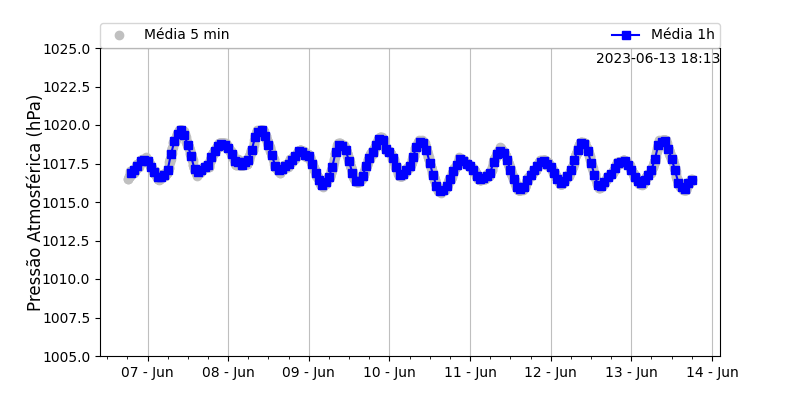 Média 5 min
Média 1h
2023-06-13 18:13
Pressão Atmosférica (hPa)
1025.0
1022.5
1020.0
1017.5
1015.0
1012.5
1010.0
1007.5
1005.0
07 - Jun 08 - Jun 09 - Jun 10 - Jun 11 - Jun 12 - Jun 13 - Jun 14 - Jun